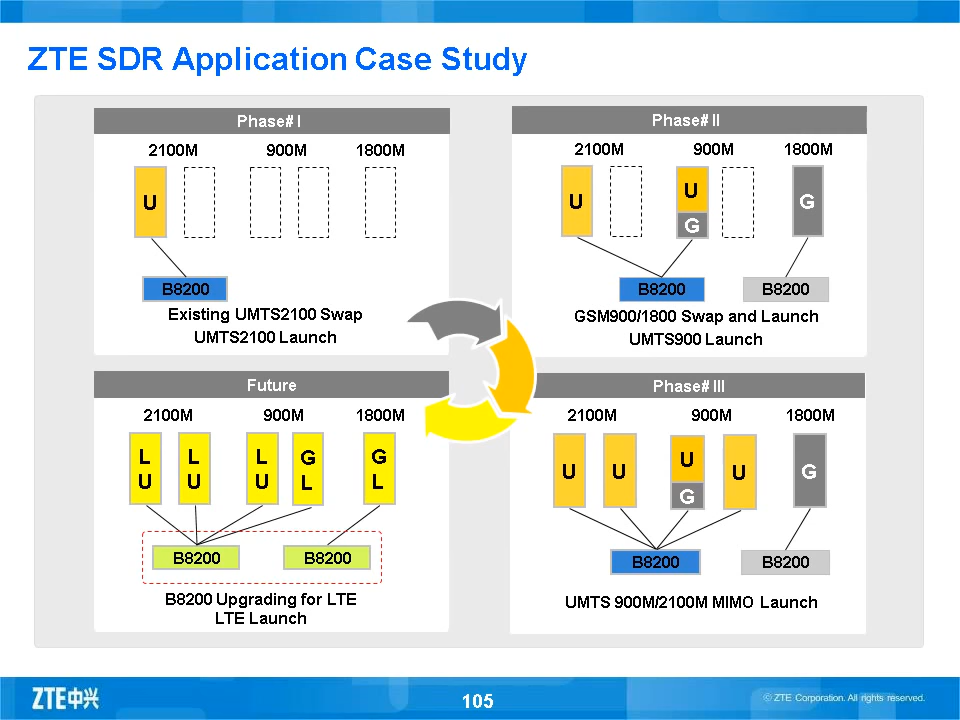 ZTE SDR Application Case Study
Phase# I
2100M 900M 1800M
U
B8200
Existing UMTS2100 Swap
UMTS2100 Launch
Phase# II
2100M 900M 1800M
U U G
G
B8200 B8200
GSM900/1800 Swap and Launch
UMTS900 Launch
Future
2100M 900M 1800M
L L L G G
U U U L L
B8200 B8200
B8200 Upgrading for LTE
LTE Launch
Phase# III
2100M 900M 1800M
U U U U G
G
B8200 B8200
UMTS 900M/2100M MIMO Launch
ZTE中兴
105
© ZTE Corporation. All rights reserved.